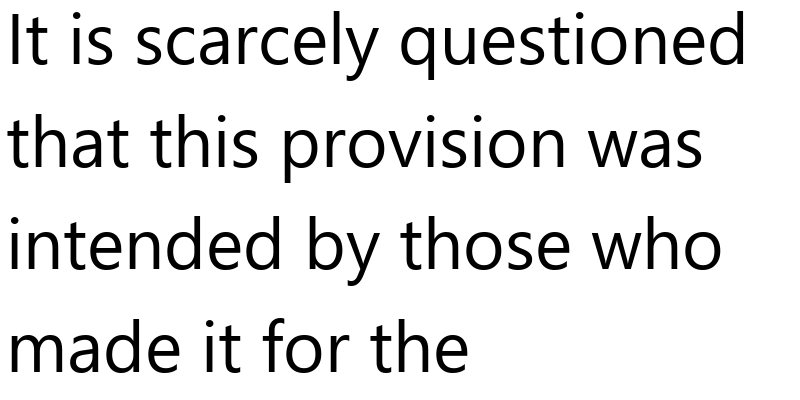 It is scarcely questioned
that this provision was
intended by those who
made it for the